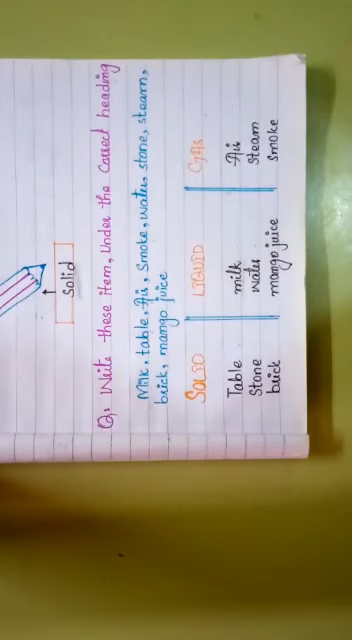 solid
Q: Write these item, Under the Correct heading
Milk, table, Air, Smoke, water, stone, steam,
brick, mango juice
SOLID LIQUID GAS
Table milk Air
Stone water Steam
brick mango juice Smoke